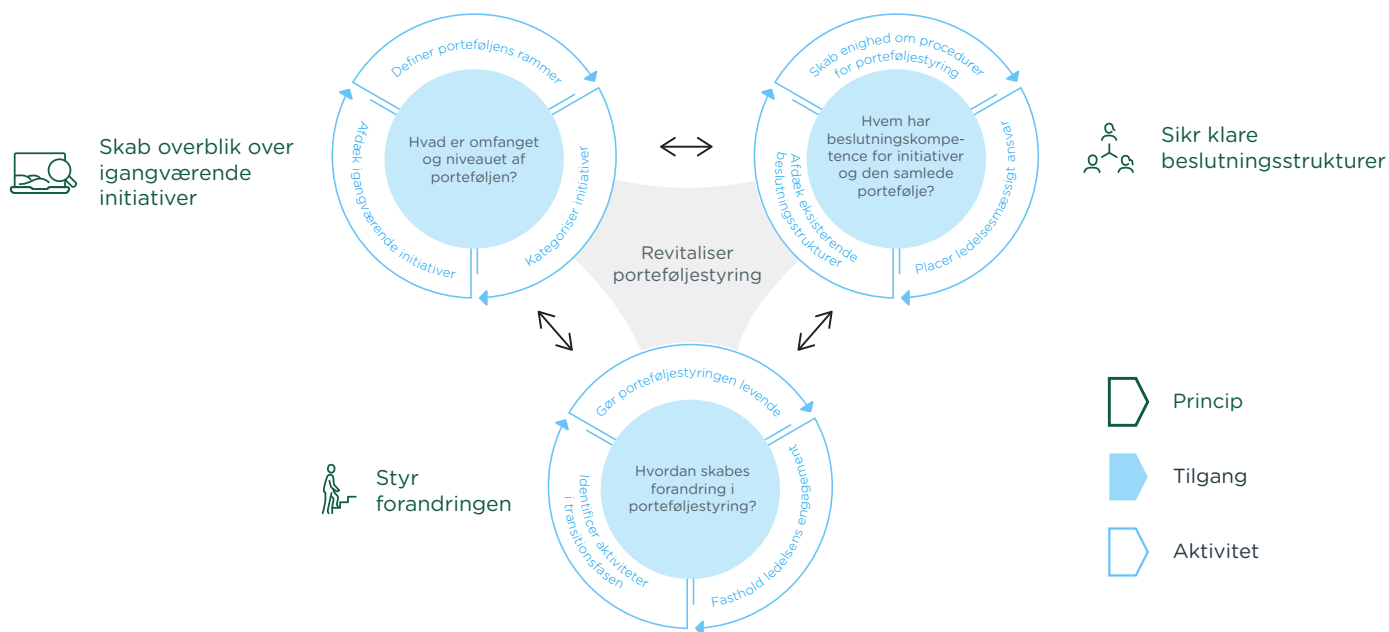 Skab overblik over
igangværende
initiativer
Definer porteføljens rammer
Kategoriser initiativer
Afdæk igangværende initiativer
Hvad er omfanget
og niveauet af
porteføljen?
Skab enighed om procedurer
for porteføljestyring
Placer ledelsesmæssigt ansvar
Afdæk eksisterende
beslutningsstrukturer
Hvem har
beslutningskompe-
tence for initiativer
og den samlede
portefølje?
Sikr klare
beslutningsstrukturer
Revitaliser
porteføljestyring
Styr
forandringen
Gør porteføljestyringen levende
Fasthold ledelsens engagement
Identificer aktiviteter
i transitionsfasen
Hvordan skabes
forandring i
porteføljestyring?
Princip
Tilgang
Aktivitet